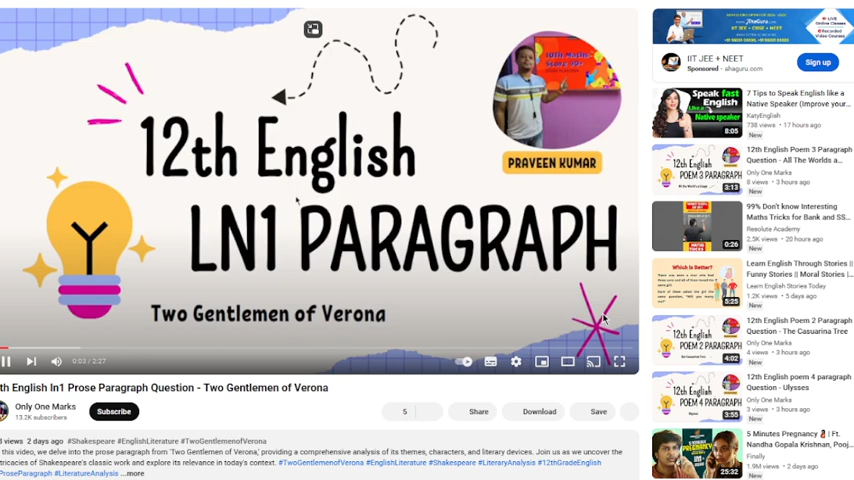 12th English
LN1 PARAGRAPH
Two Gentlemen of Verona
PRAVEEN KUMAR
0:03 / 2:27
th English ln1 Prose Paragraph Question - Two Gentlemen of Verona
Only One Marks
13.2K subscribers
Subscribe
5
Share
Download
Save
views 2 days ago #Shakespeare #EnglishLiterature #TwoGentlemenofVerona
this video, we delve into the prose paragraph from 'Two Gentlemen of Verona,' providing a comprehensive analysis of its themes, characters, and literary devices. Join us as we uncover the
tricacies of Shakespeare's classic work and explore its relevance in today's context. #TwoGentlemenofVerona #EnglishLiterature #Shakespeare #LiteraryAnalysis #12thGradeEnglish
ProseParagraph #LiteratureAnalysis ...more
IIT JEE + NEET
Sponsored • ahaguru.com
Sign up
Speak fast
English
Native speaker
8:05
7 Tips to Speak English like a
Native Speaker (Improve your
KatyEnglish
738 views • 17 hours ago
New
12th English
POEM 3 PARAGRAPH
3:13
12th English Poem 3 Paragraph
Question - All The Worlds a
Only One Marks
8 views • 3 hours ago
New
0:26
99% Don't know Interesting
Maths Tricks for Bank and SS...
Resolute Academy
2.5K views • 20 hours ago
New
Which is Better?
5:25
Learn English Through Stories ||
Funny Stories || Moral Stories |...
Learn English Stories Today
1.2K views • 5 days ago
12th English
POEM 2 PARAGRAPH
4:02
12th English Poem 2 Paragraph
Question - The Casuarina Tree
Only One Marks
4 views • 3 hours ago
New
12th English
POEM 4 PARAGRAPH
3:55
12th English poem 4 paragraph
Question - Ulysses
Only One Marks
3 views • 3 hours ago
New
25:32
5 Minutes Pregnancy | Ft.
Nandha Gopala Krishnan, Pooj...
Finally
1.9M views • 2 days ago
New